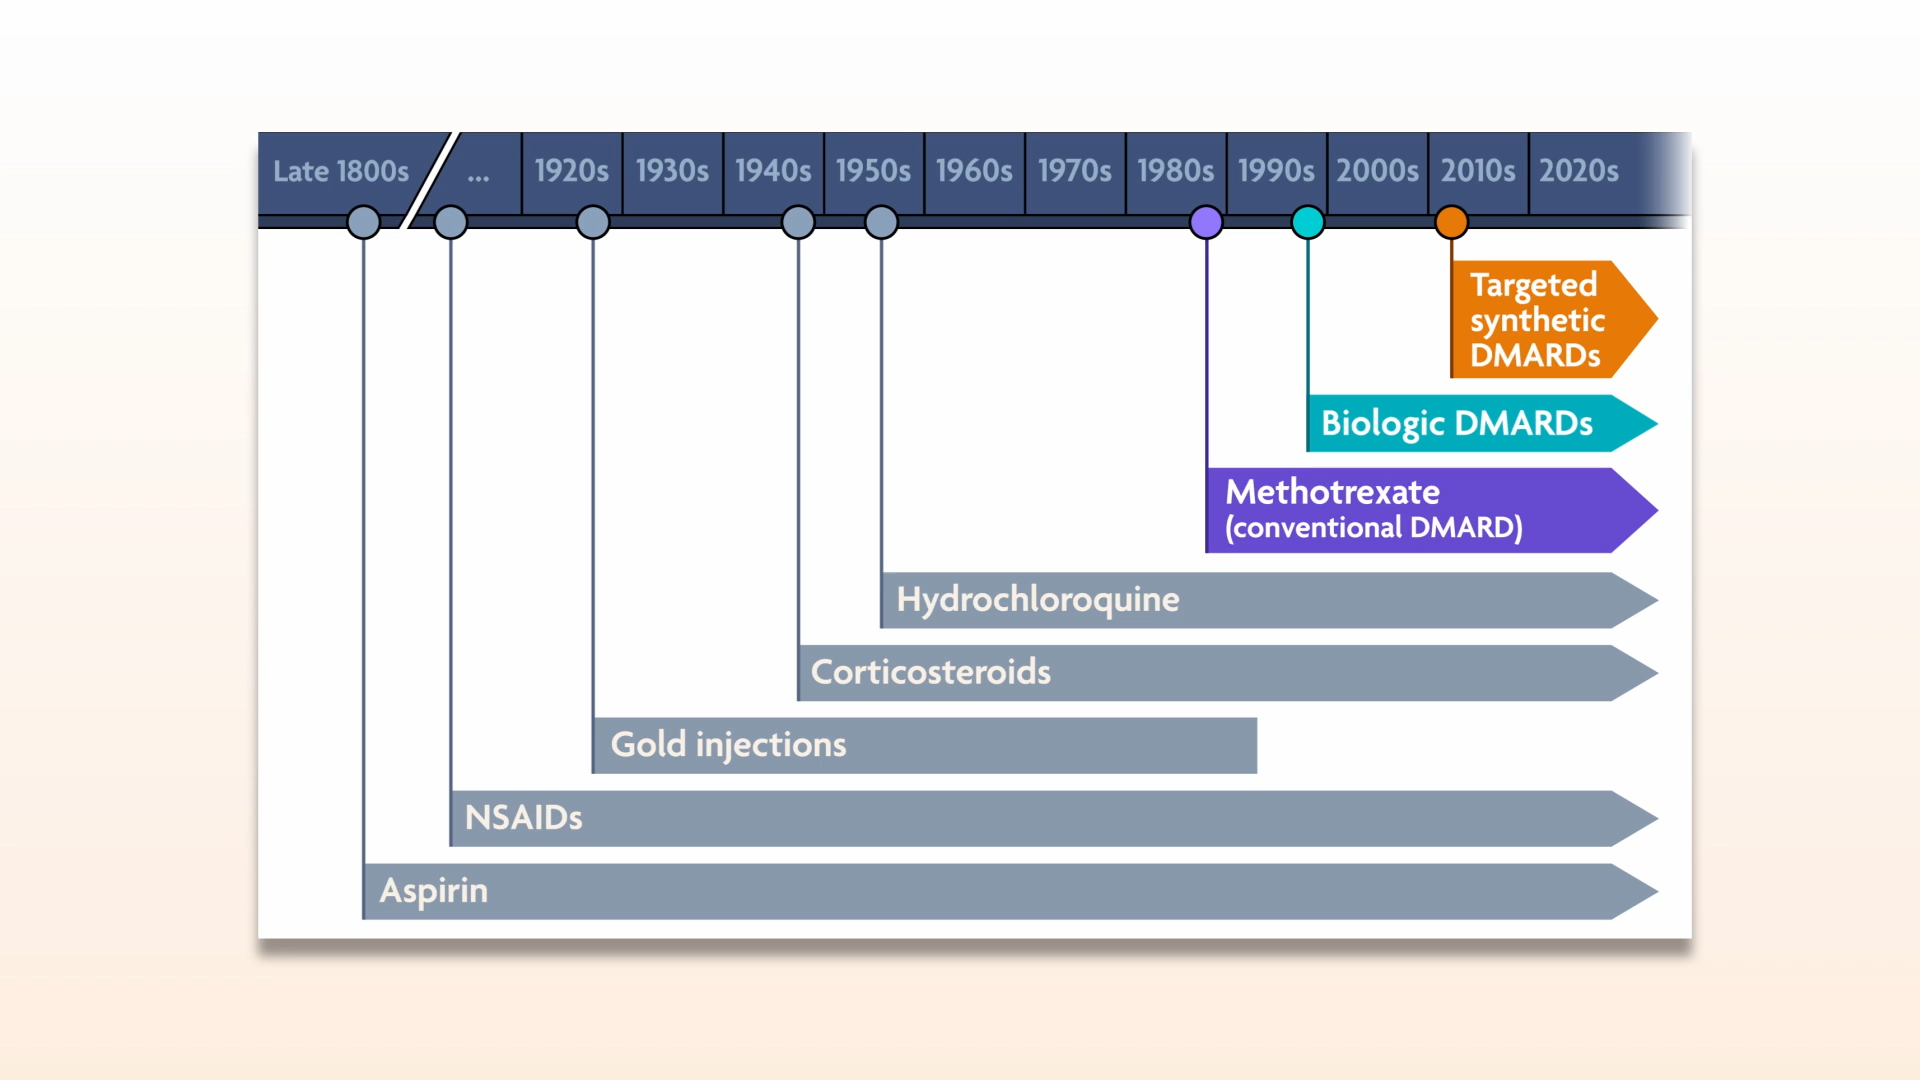 Late 1800s ... 1920s 1930s 1940s 1950s 1960s 1970s 1980s 1990s 2000s 2010s 2020s
Targeted
synthetic
DMARDs
Biologic DMARDs
Methotrexate
(conventional DMARD)
Hydrochloroquine
Corticosteroids
Gold injections
NSAIDs
Aspirin